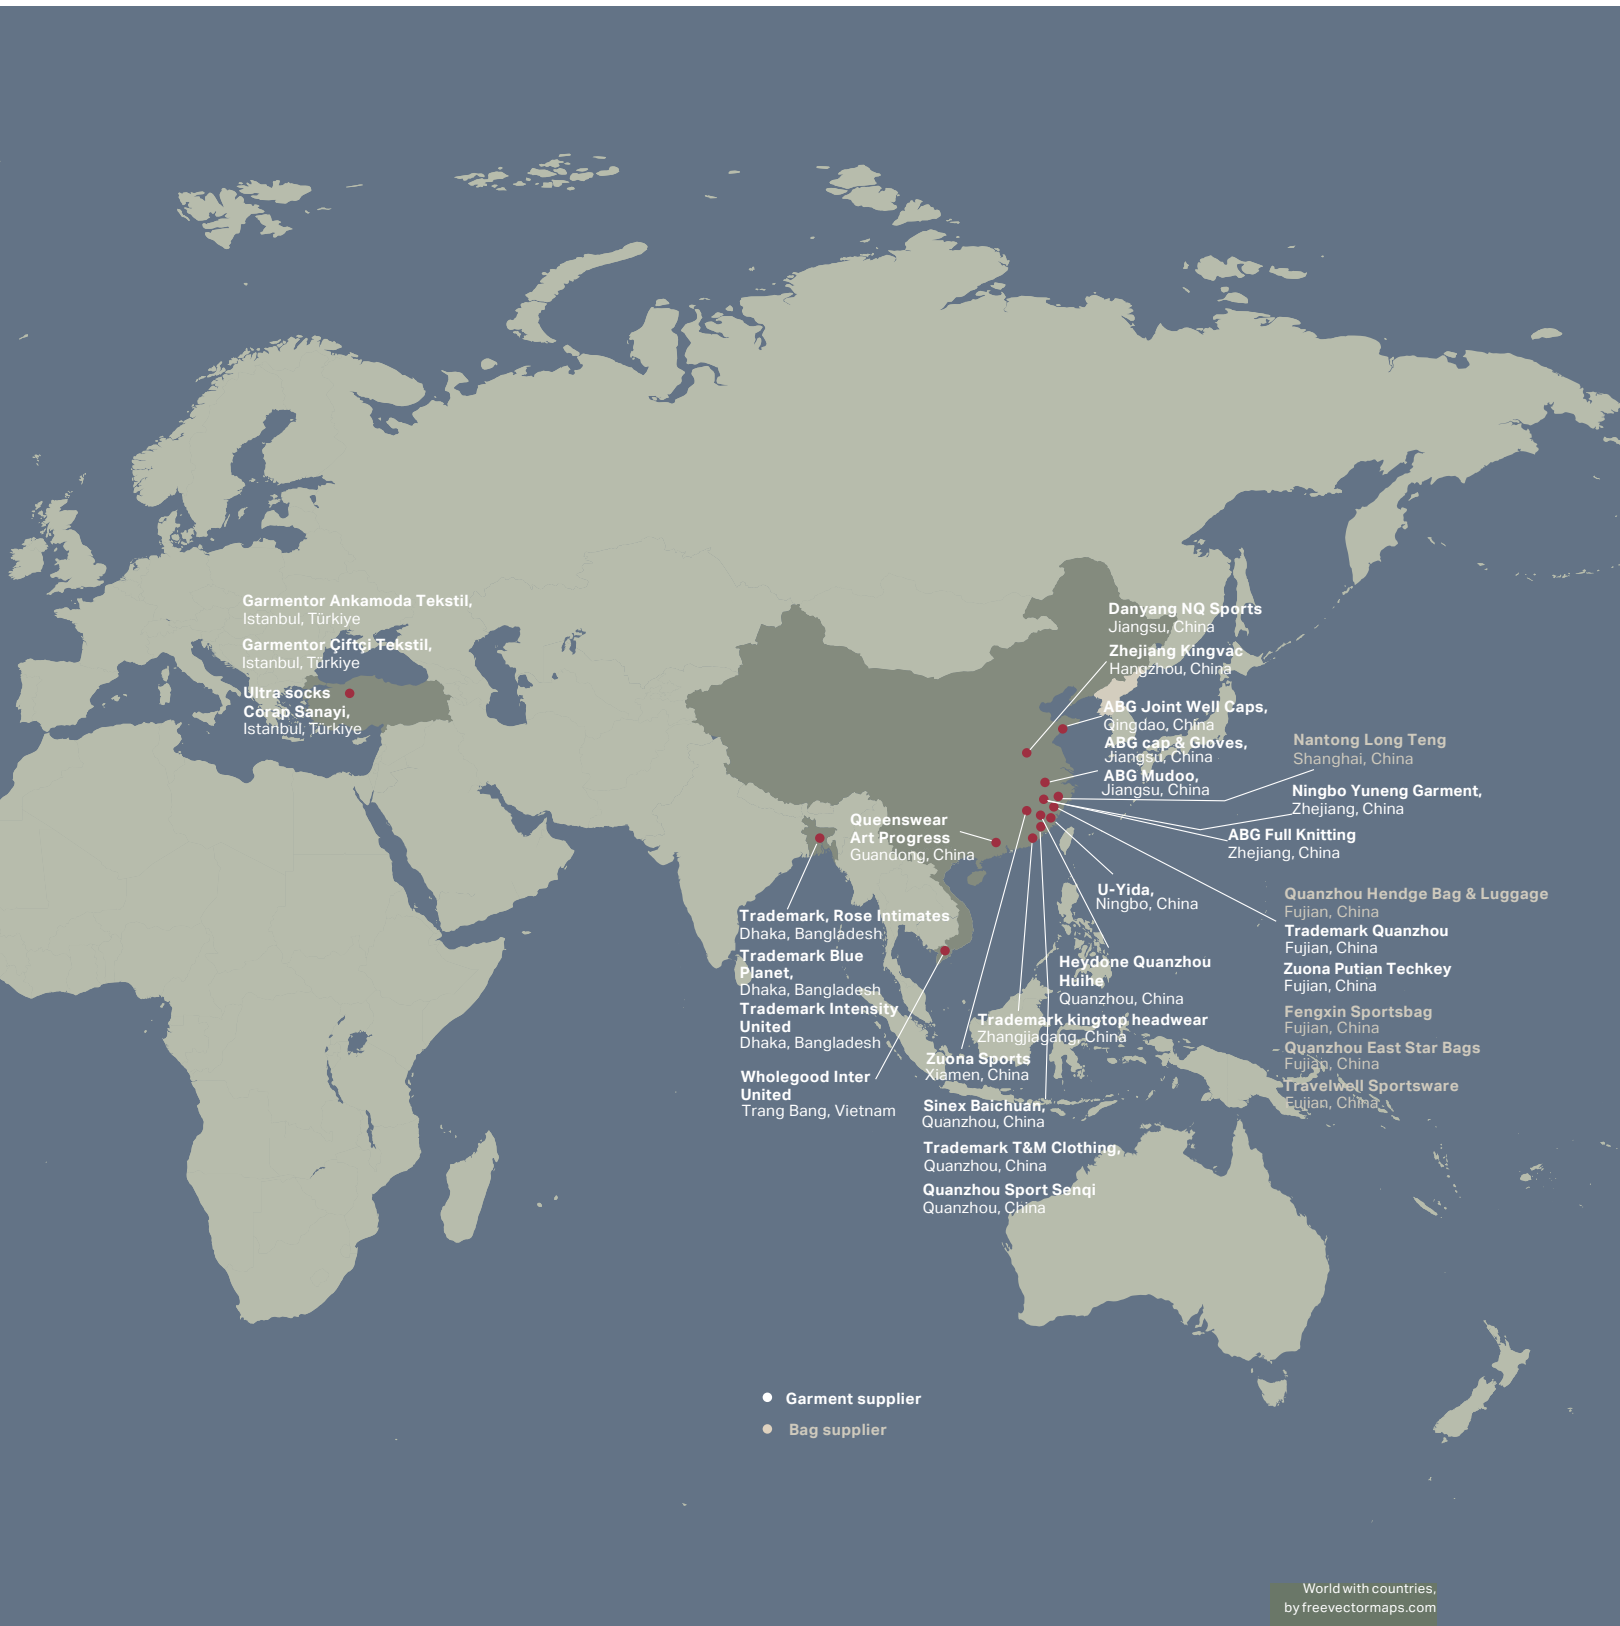 Garmentor Ankamoda Tekstil,
Istanbul, Türkiye
Garmentor Çiftçi Tekstil,
Istanbul, Türkiye
Ultra socks
Corap Sanayi,
Istanbul, Türkiye
Danyang NQ Sports
Jiangsu, China
Zhejiang Kingvac
Hangzhou, China
ABG Joint Well Caps,
Qingdao, China
ABG cap & Gloves,
Jiangsu, China
ABG Mudoo,
Jiangsu, China
Nantong Long Teng
Shanghai, China
Ningbo Yuneng Garment,
Zhejiang, China
ABG Full Knitting
Zhejiang, China
Queenswear
Art Progress
Guandong, China
U-Yida,
Ningbo, China
Quanzhou Hendge Bag & Luggage
Fujian, China
Trademark Quanzhou
Fujian, China
Zuona Putian Techkey
Fujian, China
Fengxin Sportsbag
Fujian, China
Quanzhou East Star Bags
Fujian, China
Travelwell Sportsware
Fujian, China
Trademark, Rose Intimates
Dhaka, Bangladesh
Trademark Blue
Planet,
Dhaka, Bangladesh
Trademark Intensity
United
Dhaka, Bangladesh
Wholegood Inter
United
Trang Bang, Vietnam
Heydone Quanzhou
Huihe
Quanzhou, China
Trademark kingtop headwear
Zhangjiagang, China
Zuona Sports
Xiamen, China
Sinex Baichuan,
Quanzhou, China
Trademark T&M Clothing,
Quanzhou, China
Quanzhou Sport Senqi
Quanzhou, China
Garment supplier
Bag supplier
World with countries,
by freevectormaps.com